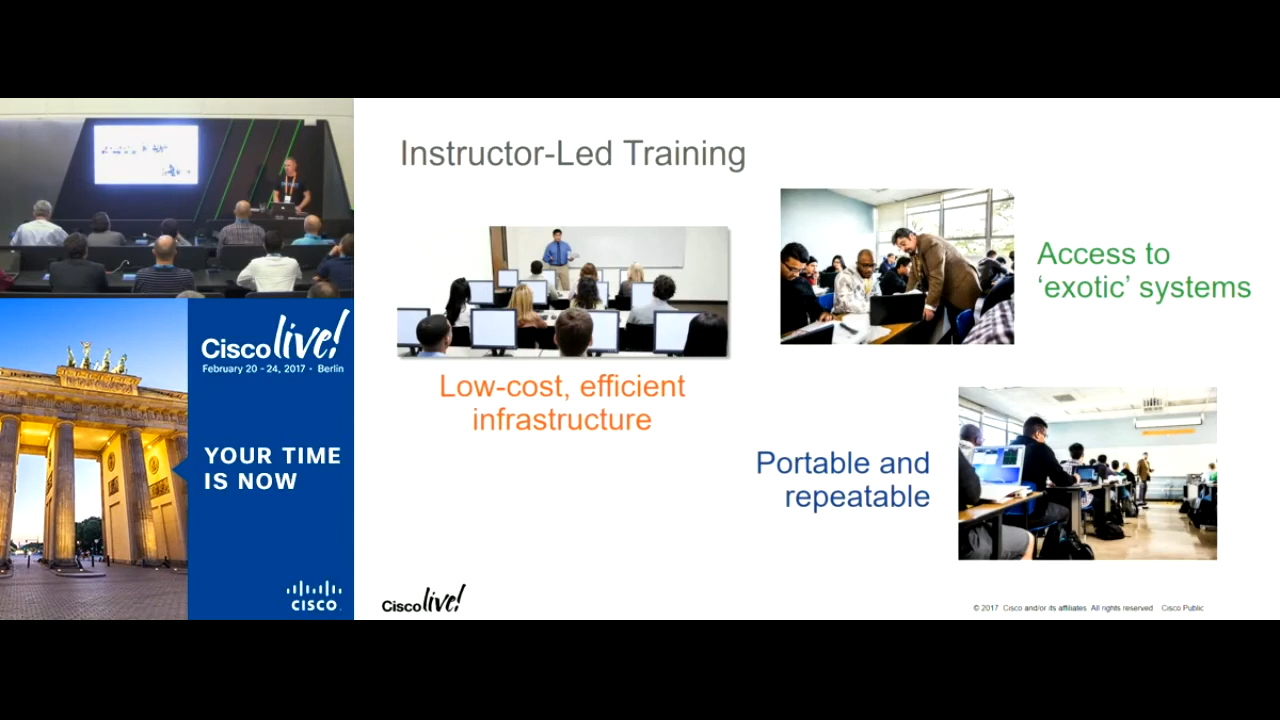 Cisco live!
February 20 - 24, 2017 · Berlin
YOUR TIME
IS NOW
CISCO
Instructor-Led Training
Low-cost, efficient
infrastructure
Access to
‘exotic’ systems
Portable and
repeatable
Cisco live!
© 2017 Cisco and/or its affiliates All rights reserved Cisco Public